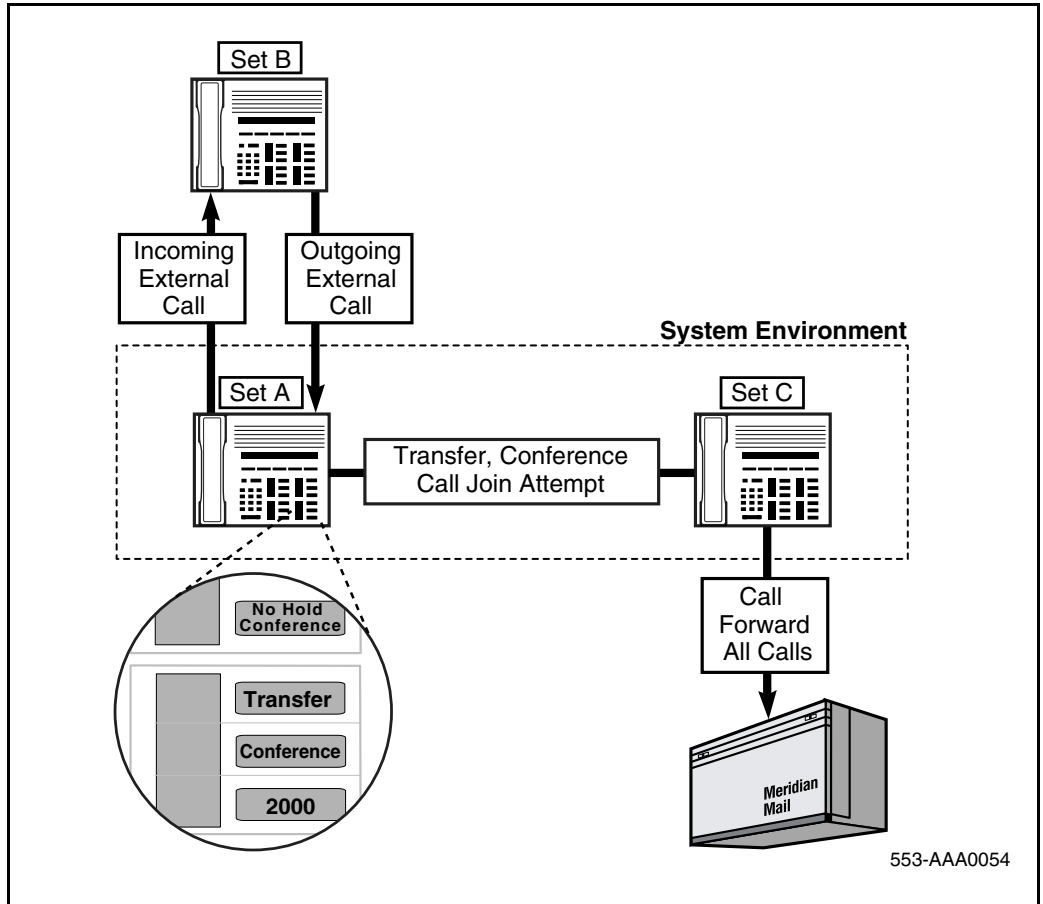 Set B
Incoming
External
Call
Outgoing
External
Call
System Environment
Set A
Set C
Transfer, Conference
Call Join Attempt
No Hold
Conference
Transfer
Conference
2000
Call
Forward
All Calls
Meridian
Mail
553-AAA0054